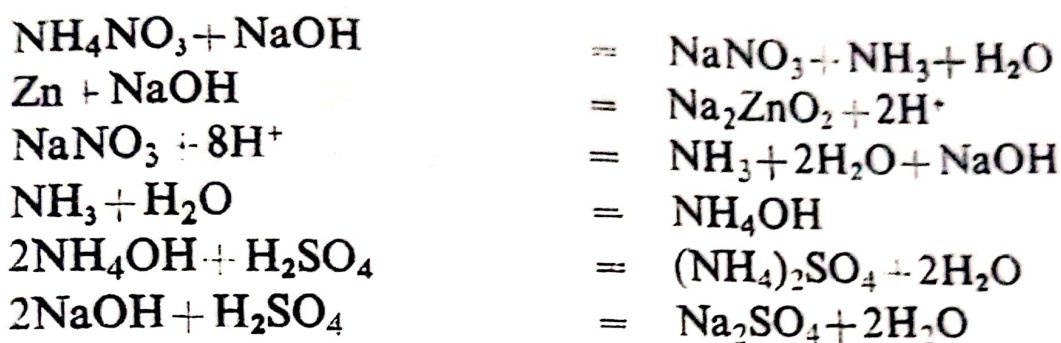 NH₄NO₃+NaOH = NaNO₃+NH₃+H₂O
Zn+NaOH = Na₂ZnO₂+2H⁺
NaNO₃+8H⁺ = NH₃+2H₂O+NaOH
NH₃+H₂O = NH₄OH
2NH₄OH+H₂SO₄ = (NH₄)₂SO₄+2H₂O
2NaOH+H₂SO₄ = Na₂SO₄+2H₂O